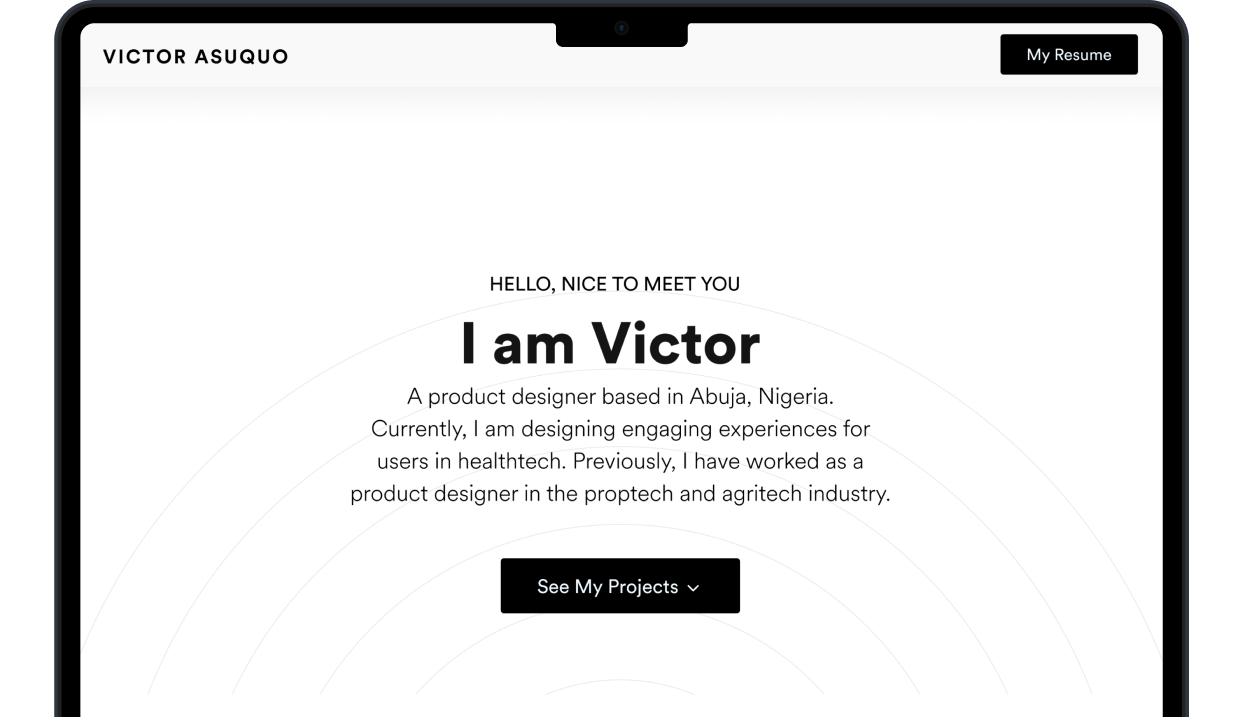 VICTOR ASUQUO
My Resume
HELLO, NICE TO MEET YOU
I am Victor
A product designer based in Abuja, Nigeria.
Currently, I am designing engaging experiences for
users in healthtech. Previously, I have worked as a
product designer in the proptech and agritech industry.
See My Projects